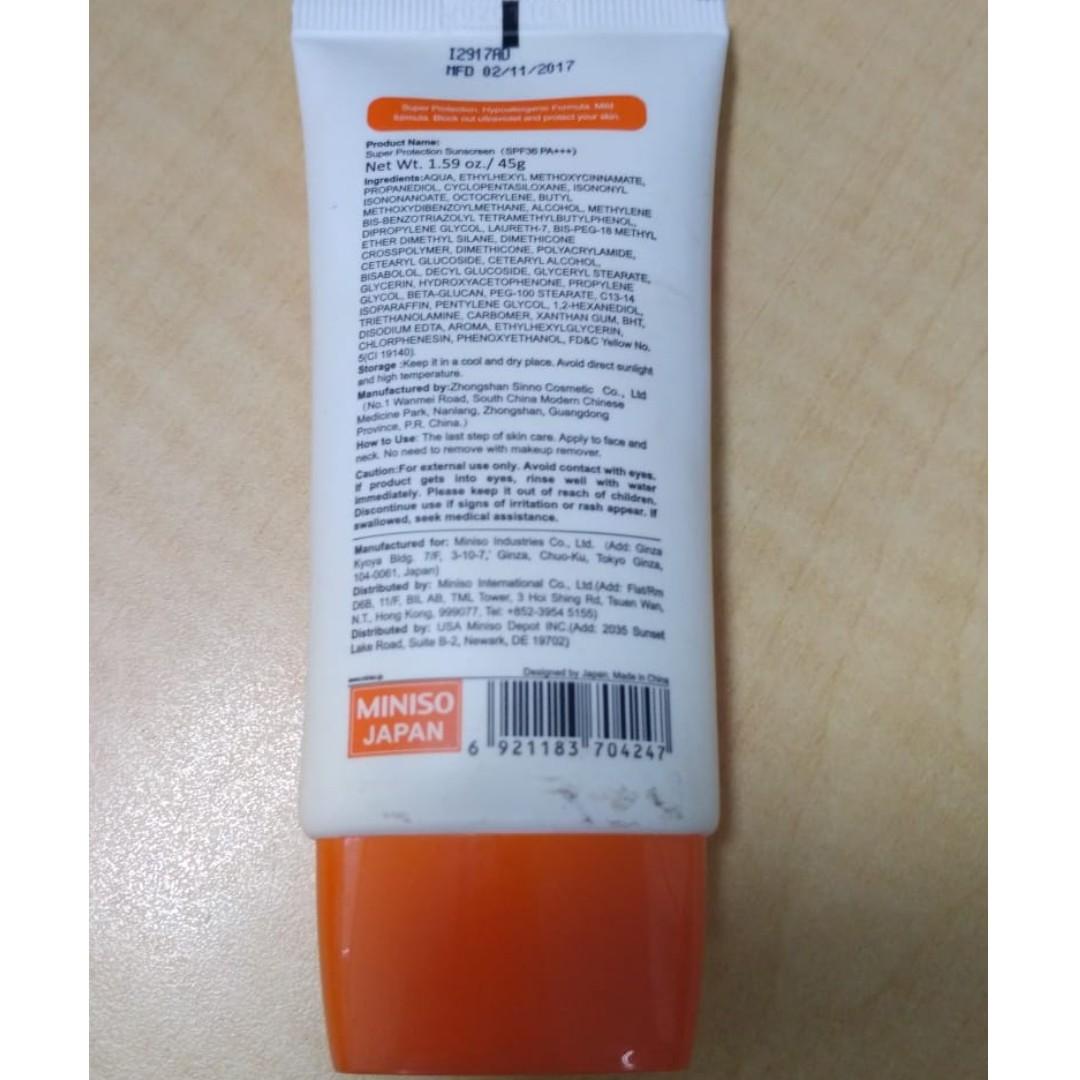 I2917AD
MFD 02/11/2017
Super Protection. Hypoallergenic Formula. Mild
formula. Block out ultraviolet and protect your skin.
Product Name:
Super Protection Sunscreen (SPF36 PA+++)
Net Wt. 1.59 oz./ 45g
Ingredients:AQUA, ETHYLHEXYL METHOXYCINNAMATE,
PROPANEDIOL, CYCLOPENTASILOXANE, ISONONYL
ISONONANOATE, OCTOCRYLENE, BUTYL
METHOXYDIBENZOYLMETHANE, ALCOHOL, METHYLENE
BIS-BENZOTRIAZOLYL TETRAMETHYLBUTYLPHENOL,
DIPROPYLENE GLYCOL, LAURETH-7, BIS-PEG-18 METHYL
ETHER DIMETHYL SILANE, DIMETHICONE
CROSSPOLYMER, DIMETHICONE, POLYACRYLAMIDE,
CETEARYL GLUCOSIDE, CETEARYL ALCOHOL,
BISABOLOL, DECYL GLUCOSIDE, GLYCERYL STEARATE,
GLYCERIN, HYDROXYACETOPHENONE, PROPYLENE
GLYCOL, BETA-GLUCAN, PEG-100 STEARATE, C13-14
ISOPARAFFIN, PENTYLENE GLYCOL, 1,2-HEXANEDIOL,
TRIETHANOLAMINE, CARBOMER, XANTHAN GUM, BHT,
DISODIUM EDTA, AROMA, ETHYLHEXYLGLYCERIN,
CHLORPHENESIN, PHENOXYETHANOL, FD&C Yellow No.
5(CI 19140).
Storage :Keep it in a cool and dry place. Avoid direct sunlight
and high temperature.
Manufactured by:Zhongshan Sinno Cosmetic Co., Ltd
(No.1 Wanmei Road, South China Modern Chinese
Medicine Park, Nanlang, Zhongshan, Guangdong
Province, P.R. China.)
How to Use: The last step of skin care. Apply to face and
neck. No need to remove with makeup remover.
Caution:For external use only. Avoid contact with eyes.
If product gets into eyes, rinse well with water
immediately. Please keep it out of reach of children.
Discontinue use if signs of irritation or rash appear. If
swallowed, seek medical assistance.
Manufactured for: Miniso Industries Co., Ltd. (Add: Ginza
Kyoya Bldg. 7/F, 3-10-7,' Ginza, Chuo-Ku, Tokyo Ginza,
104-0061, Japan)
Distributed by: Miniso International Co., Ltd.(Add: Flat/Rm
D6B, 11/F, BIL AB, TML Tower, 3 Hoi Shing Rd, Tsuen Wan,
N.T., Hong Kong, 999077, Tel: +852-3954 5155)
Distributed by: USA Miniso Depot INC.(Add: 2035 Sunset
Lake Road, Suite B-2, Newark, DE 19702)
Designed by Japan, Made in China
MINISO
JAPAN
6 921183 704247